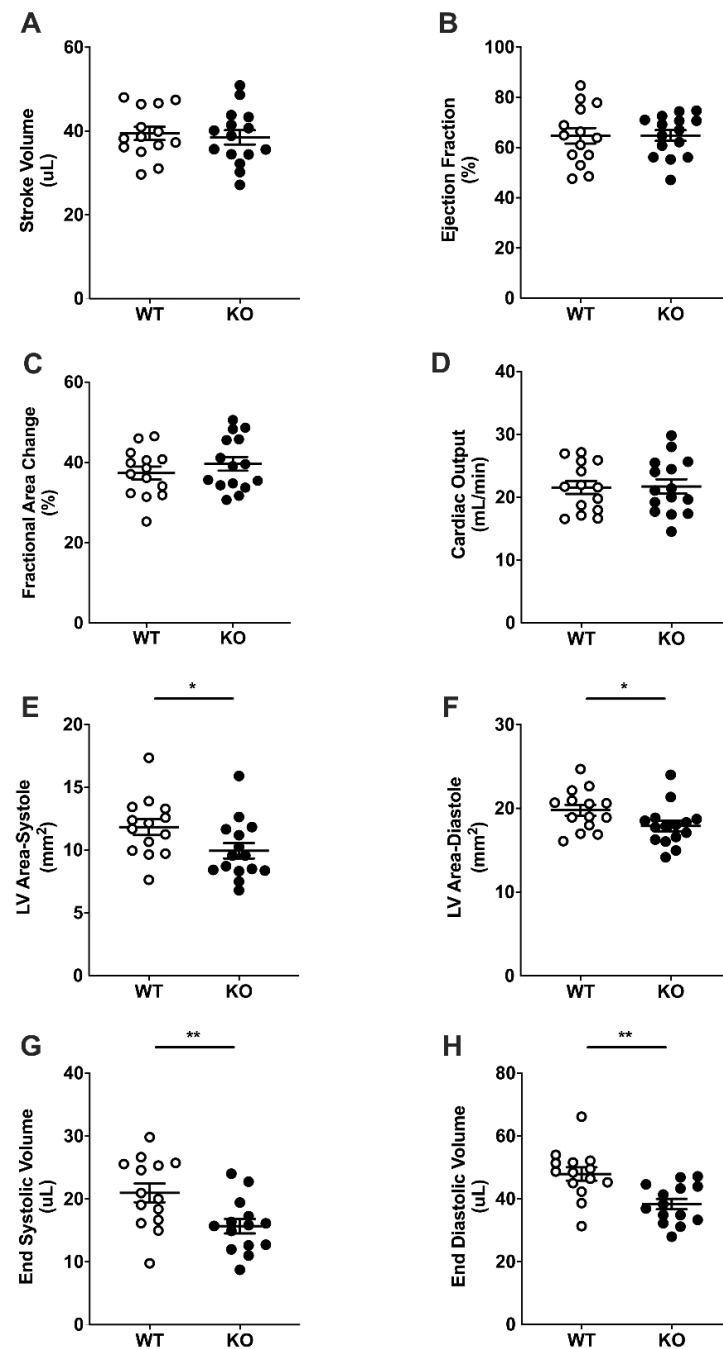 A
Stroke Volume
(uL)
60
40
20
0
WT KO
B
Ejection Fraction
(%)
100
80
60
40
20
0
WT KO
C
Fractional Area Change
(%)
60
40
20
0
WT KO
D
Cardiac Output
(mL/min)
40
30
20
10
0
WT KO
E
*
LV Area-Systole
(mm²)
20
15
10
5
0
WT KO
F
*
LV Area-Diastole
(mm²)
30
20
10
0
WT KO
G
**
End Systolic Volume
(uL)
40
30
20
10
0
WT KO
H
**
End Diastolic Volume
(uL)
80
60
40
20
0
WT KO